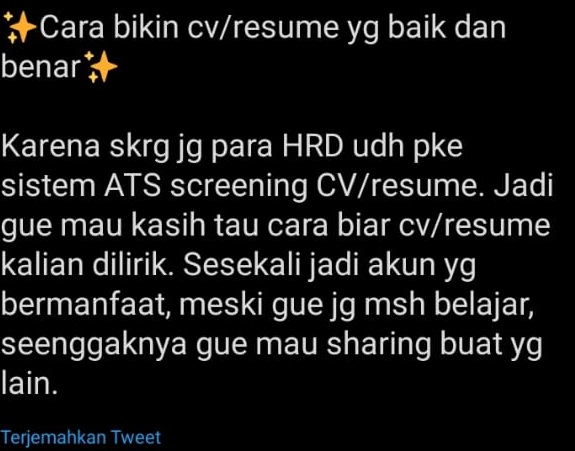 ✨Cara bikin cv/resume yg baik dan
benar✨
Karena skrg jg para HRD udh pke
sistem ATS screening CV/resume. Jadi
gue mau kasih tau cara biar cv/resume
kalian dilirik. Sesekali jadi akun yg
bermanfaat, meski gue jg msh belajar,
seenggaknya gue mau sharing buat yg
lain.
Terjemahkan Tweet